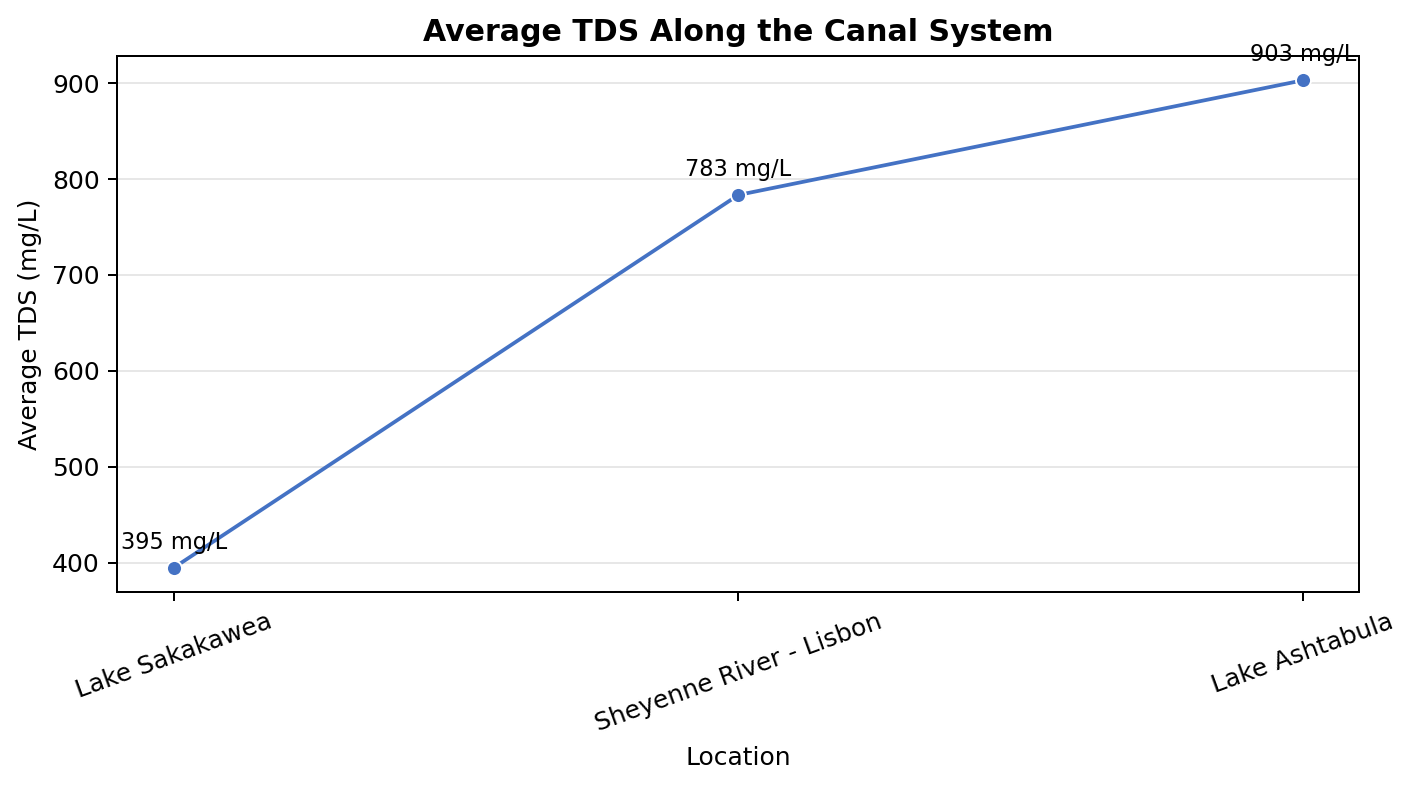 Average TDS Along the Canal System
903 mg/L
900
783 mg/L
800
700
Average TDS (mg/L)
600
500
395 mg/L
400
Lake Sakakawea
Sheyenne River - Lisbon
Lake Ashtabula
Location